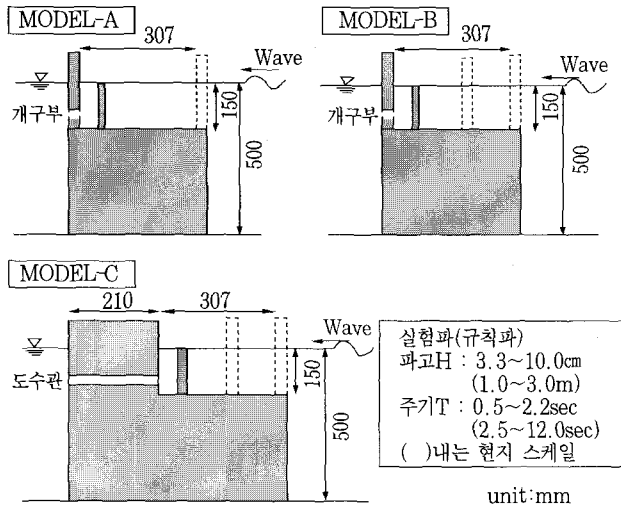 MODEL-A
307
Wave
개구부
150
500
MODEL-B
307
Wave
개구부
150
500
MODEL-C
210
307
Wave
도수관
150
500
실험파(규칙파)
파고H : 3.3~10.0㎝
(1.0~3.0m)
주기T : 0.5~2.2sec
(2.5~12.0sec)
( )내는 현지 스케일
unit:mm